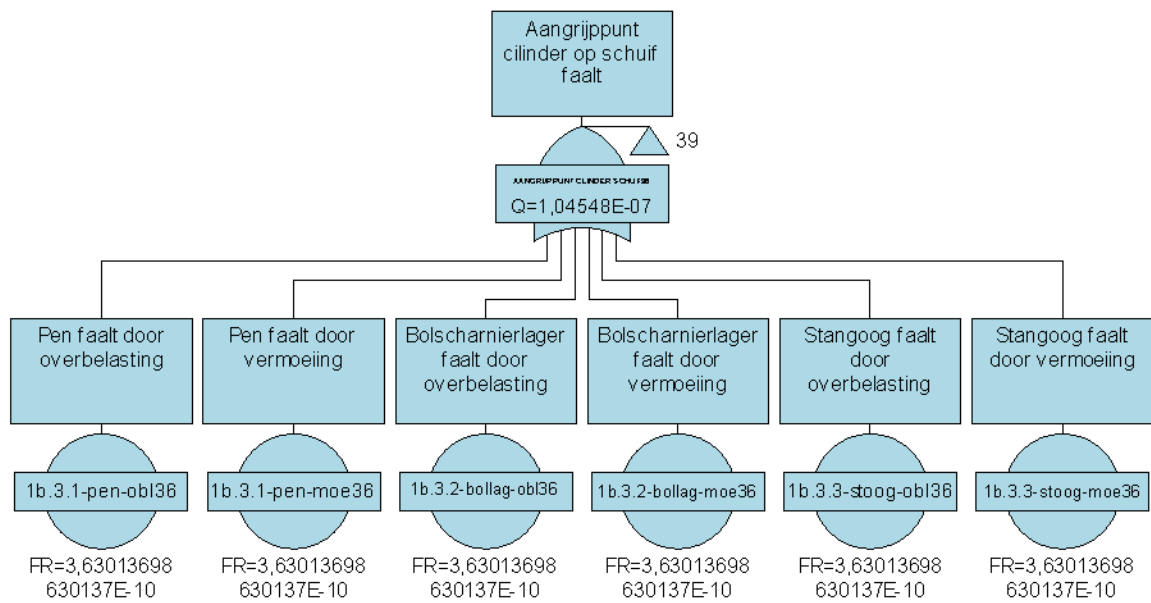 Aangrijppunt
cilinder op schuif
faalt
39
AANGRIJPPUNT CILINDER SCHUIF36
Q=1,04548E-07
Pen faalt door
overbelasting
Pen faalt door
vermoeiing
Bolscharnierlager
faalt door
overbelasting
Bolscharnierlager
faalt door
vermoeiing
Stangoog faalt
door
overbelasting
Stangoog faalt
door vermoeiing
1b.3.1-pen-obl36
1b.3.1-pen-moe36
1b.3.2-bollag-obl36
1b.3.2-bollag-moe36
1b.3.3-stoog-obl36
1b.3.3-stoog-moe36
FR=3,63013698
630137E-10
FR=3,63013698
630137E-10
FR=3,63013698
630137E-10
FR=3,63013698
630137E-10
FR=3,63013698
630137E-10
FR=3,63013698
630137E-10